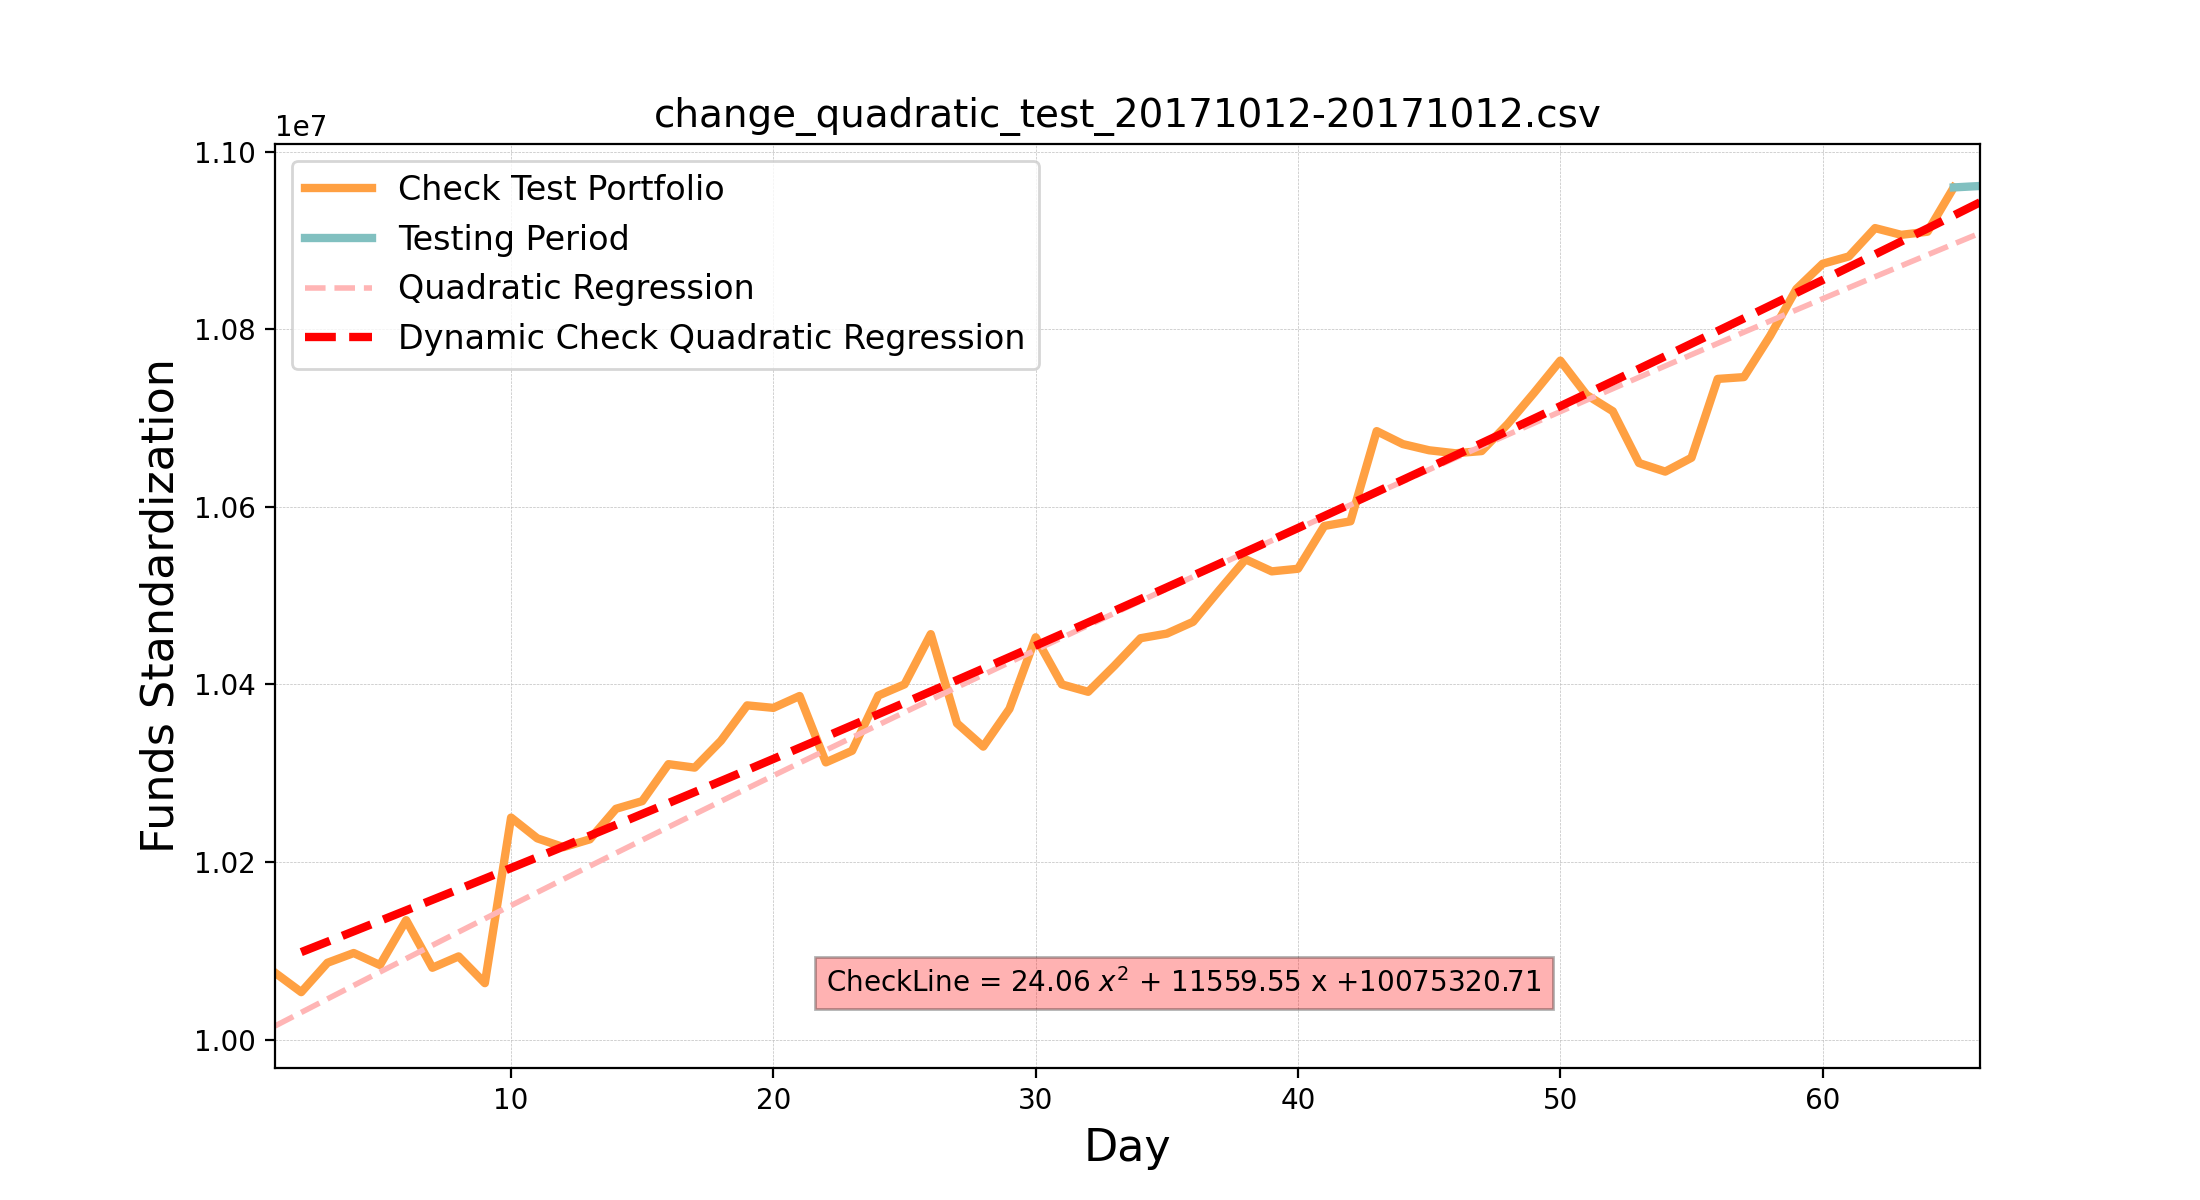 change_quadratic_test_20171012-20171012.csv
1e7
1.10
1.08
1.06
1.04
1.02
1.00
Funds Standardization
Check Test Portfolio
Testing Period
Quadratic Regression
Dynamic Check Quadratic Regression
CheckLine = 24.06 x² + 11559.55 x +10075320.71
10 20 30 40 50 60
Day